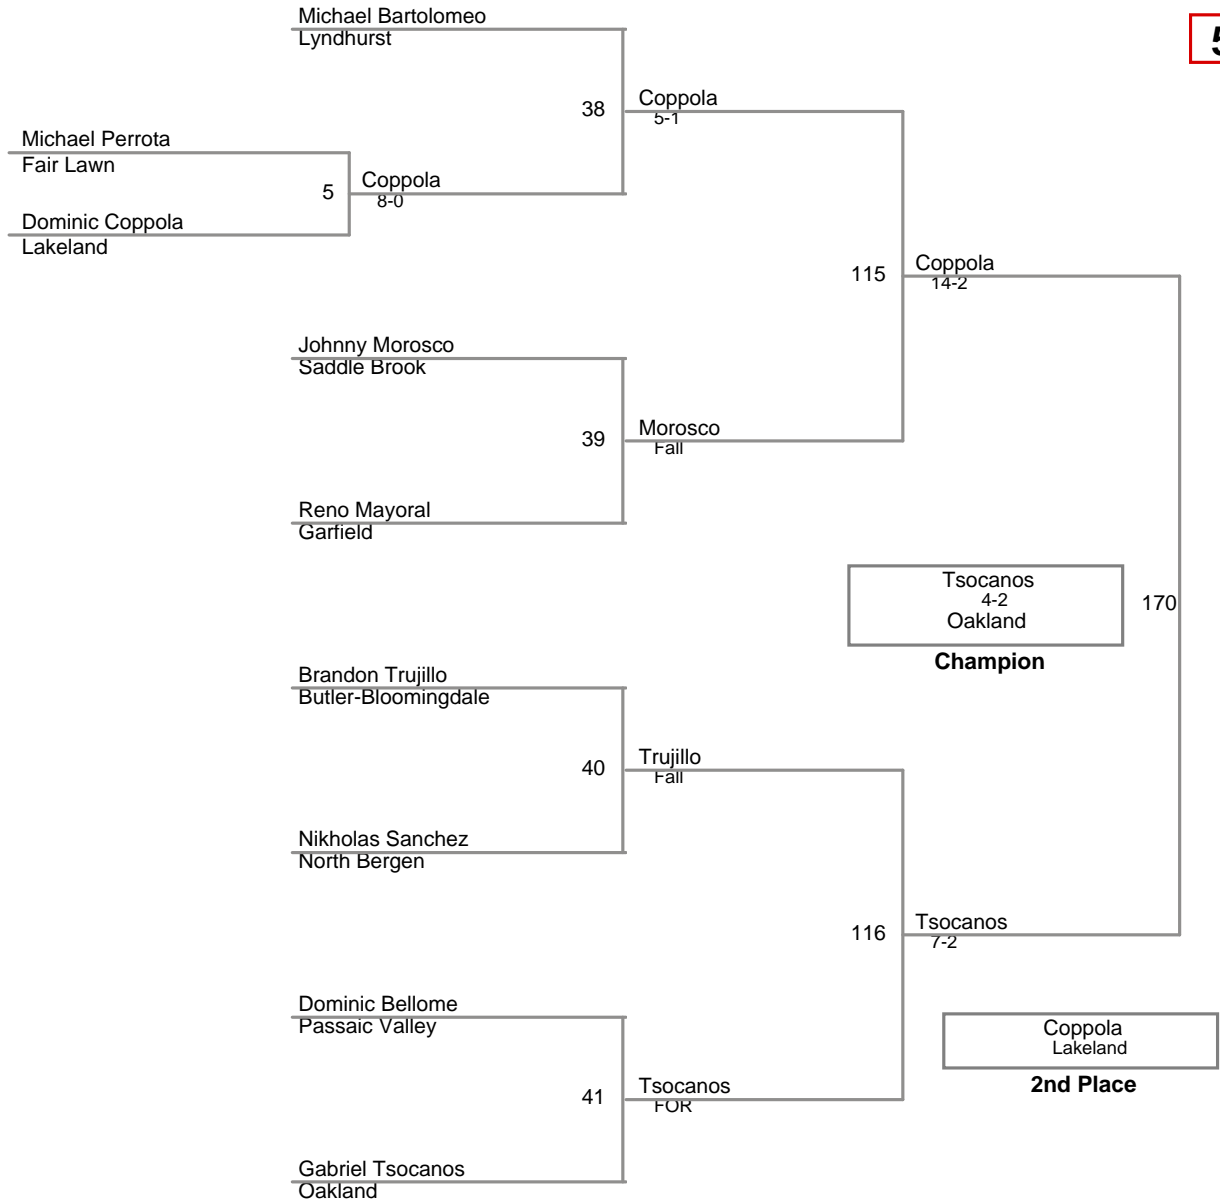 Michael Bartolomeo
Lyndhurst
5
38
Coppola
5-1
Michael Perrota
Fair Lawn
5
Coppola
8-0
Dominic Coppola
Lakeland
115
Coppola
14-2
Johnny Morosco
Saddle Brook
39
Morosco
Fall
Reno Mayoral
Garfield
Tsocanos
4-2
Oakland
170
Champion
Brandon Trujillo
Butler-Bloomingdale
40
Trujillo
Fall
Nikholas Sanchez
North Bergen
116
Tsocanos
7-2
Dominic Bellome
Passaic Valley
Coppola
Lakeland
2nd Place
41
Tsocanos
FOR
Gabriel Tsocanos
Oakland